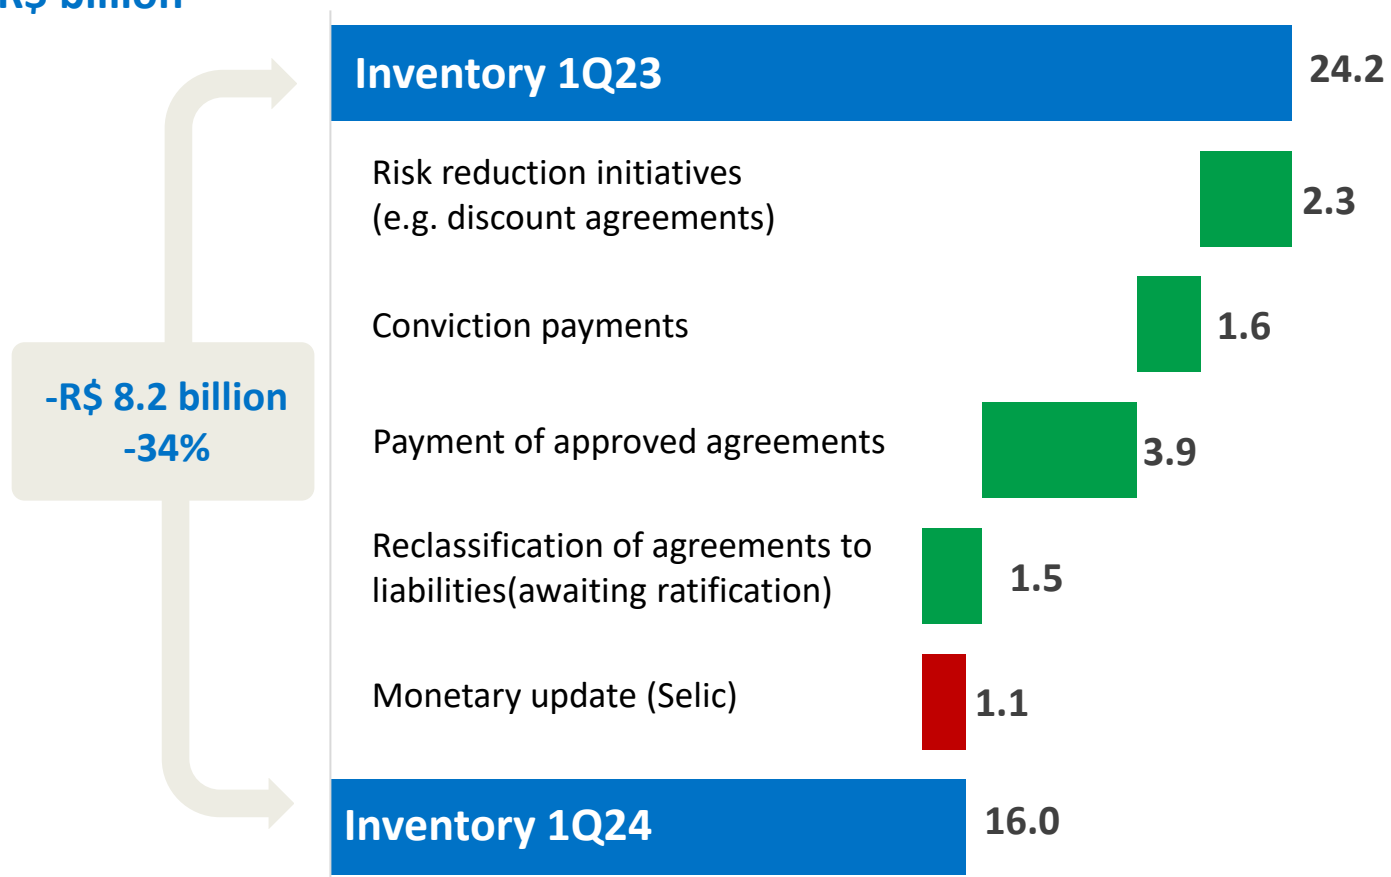 R$ billion
Inventory 1Q23
24.2
Risk reduction initiatives
(e.g. discount agreements)
2.3
Conviction payments
1.6
-R$ 8.2 billion
-34%
Payment of approved agreements
3.9
Reclassification of agreements to
liabilities(awaiting ratification)
1.5
Monetary update (Selic)
1.1
Inventory 1Q24
16.0